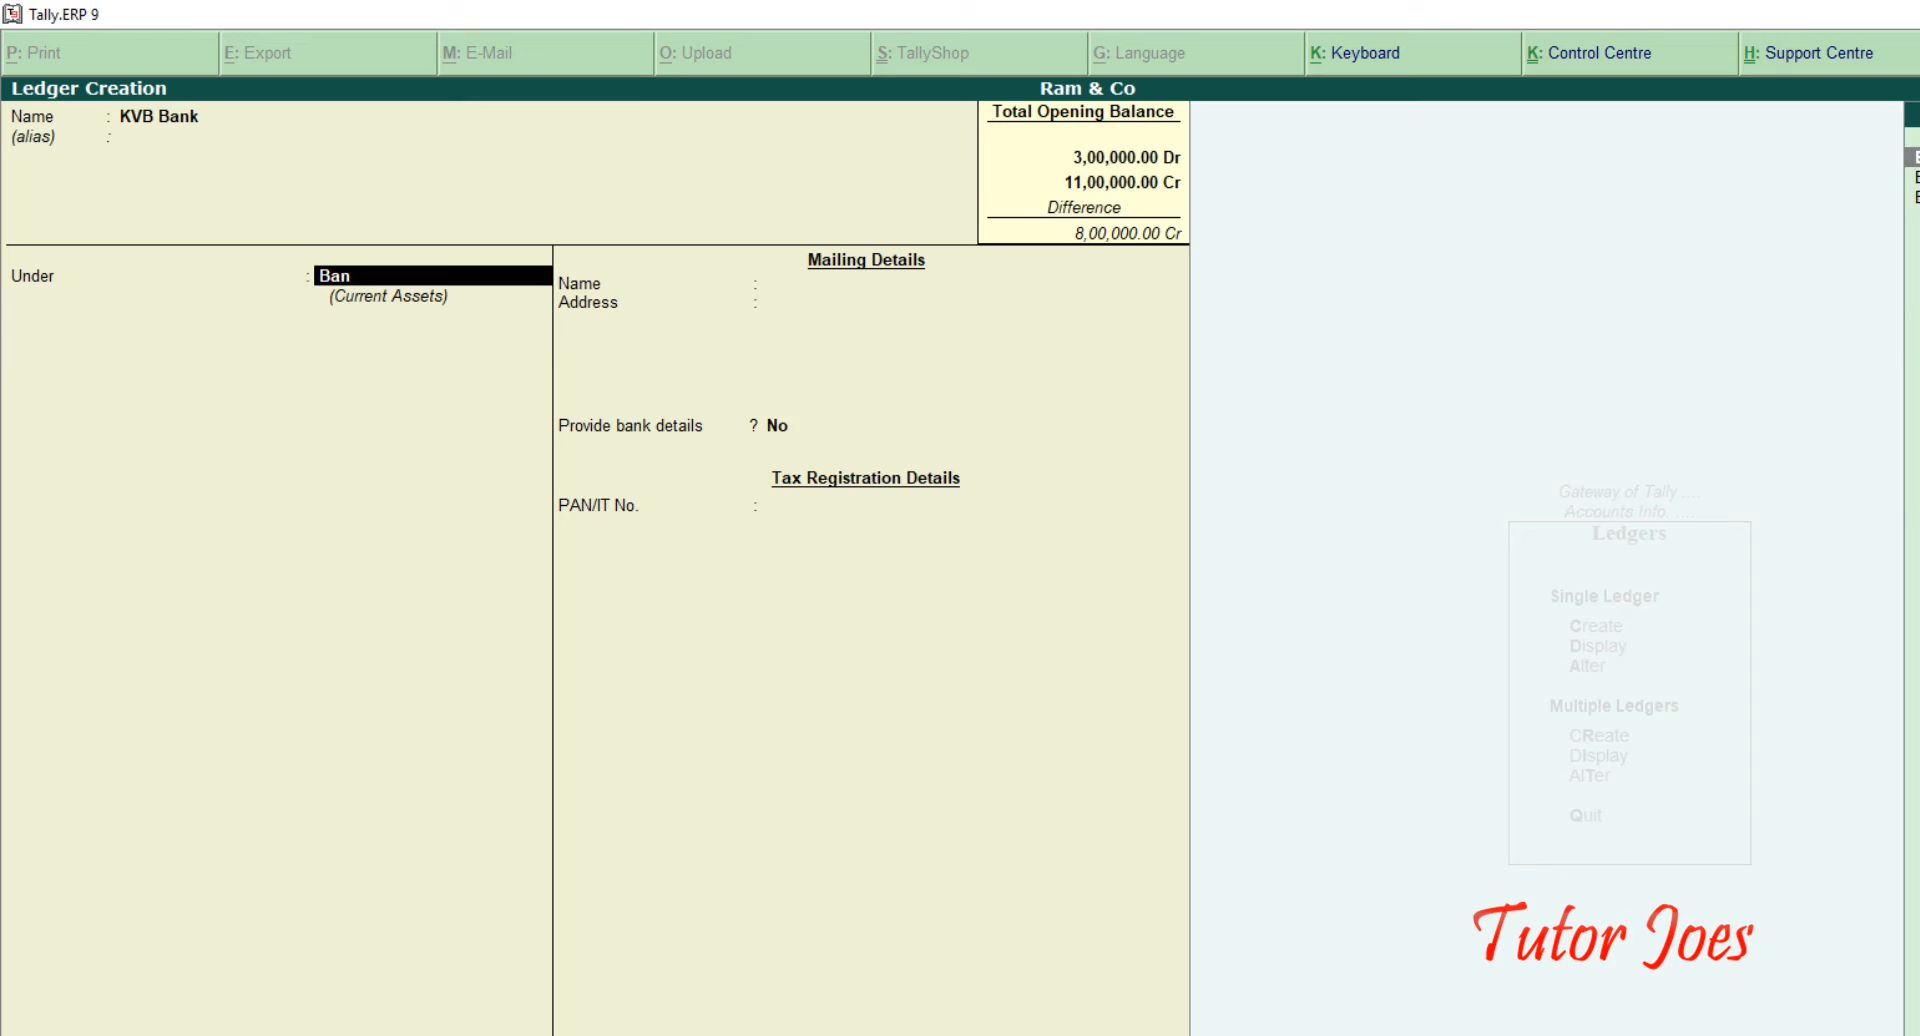 Tally.ERP 9
P: Print E: Export M: E-Mail O: Upload S: TallyShop G: Language K: Keyboard K: Control Centre H: Support Centre
Ledger Creation Ram & Co
Name : KVB Bank
(alias) :
Total Opening Balance
3,00,000.00 Dr
11,00,000.00 Cr
Difference
8,00,000.00 Cr
Under : Ban
(Current Assets)
Mailing Details
Name :
Address :
Provide bank details ? No
Tax Registration Details
PAN/IT No. :
Gateway of Tally ....
Accounts Info. ..........
Ledgers
Single Ledger
Create
Display
Alter
Multiple Ledgers
CReate
DIsplay
AlTer
Quit
Tutor Joes